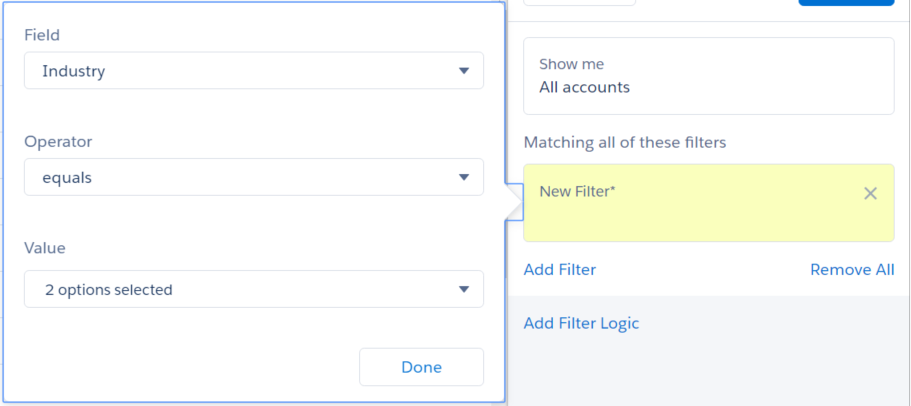 Field
Industry
Operator
equals
Value
2 options selected
Done
Show me
All accounts
Matching all of these filters
New Filter*
Add Filter
Remove All
Add Filter Logic